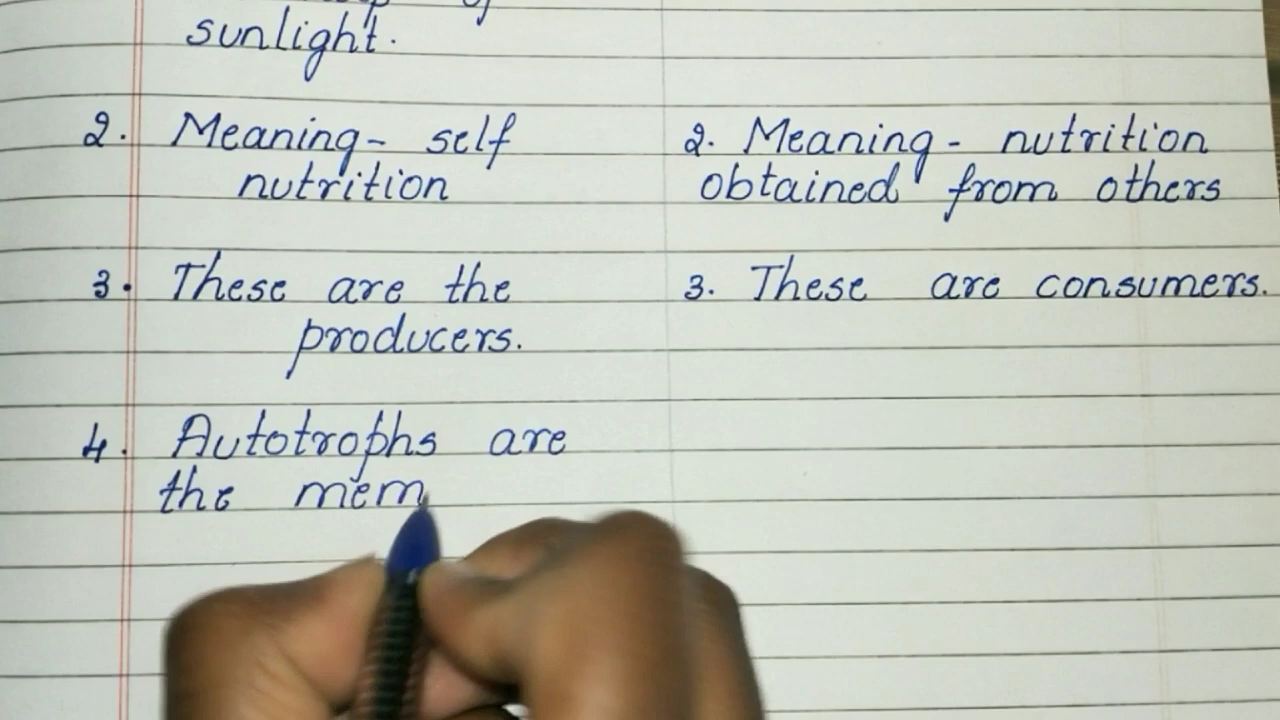 sunlight.
2. Meaning- self
nutrition
3. These are the
producers.
4. Autotrophs are
the mem
2. Meaning - nutrition
obtained from others
3. These are consumers.